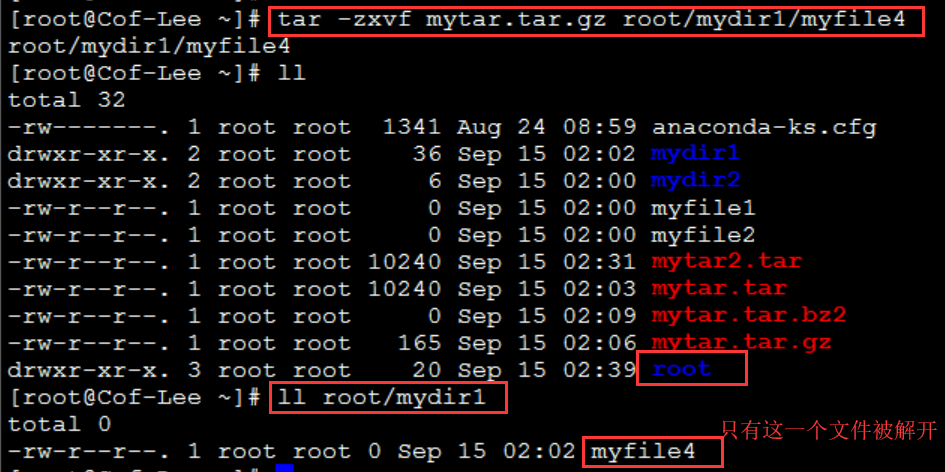 [root@Cof-Lee ~]# tar -zxvf mytar.tar.gz root/mydir1/myfile4
root/mydir1/myfile4
[root@Cof-Lee ~]# ll
total 32
-rw-------. 1 root root  1341 Aug 24 08:59 anaconda-ks.cfg
drwxr-xr-x. 2 root root    36 Sep 15 02:02 mydir1
drwxr-xr-x. 2 root root     6 Sep 15 02:00 mydir2
-rw-r--r--. 1 root root     0 Sep 15 02:00 myfile1
-rw-r--r--. 1 root root     0 Sep 15 02:00 myfile2
-rw-r--r--. 1 root root 10240 Sep 15 02:31 mytar2.tar
-rw-r--r--. 1 root root 10240 Sep 15 02:03 mytar.tar
-rw-r--r--. 1 root root     0 Sep 15 02:09 mytar.tar.bz2
-rw-r--r--. 1 root root   165 Sep 15 02:06 mytar.tar.gz
drwxr-xr-x. 3 root root    20 Sep 15 02:39 root
[root@Cof-Lee ~]# ll root/mydir1
total 0
只有这一个文件被解开
-rw-r--r--. 1 root root 0 Sep 15 02:02 myfile4